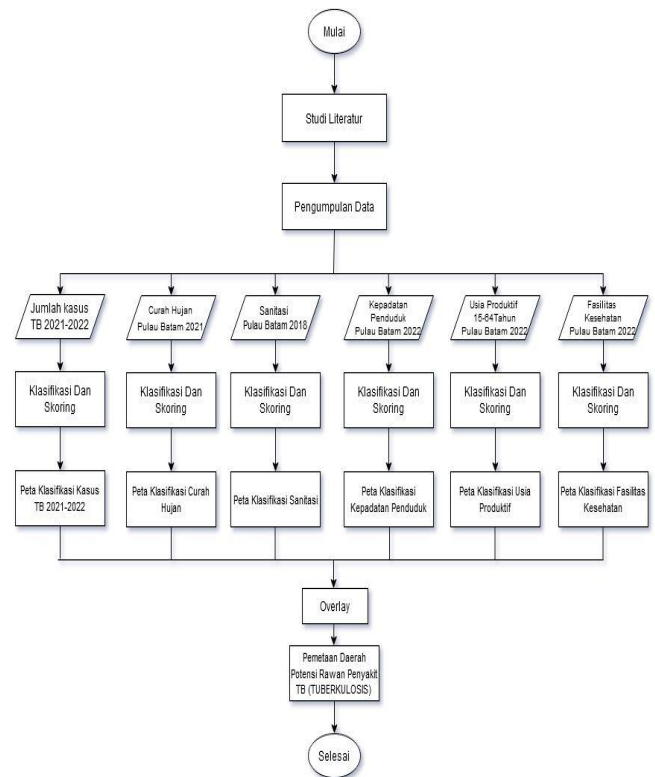 Mulai
Studi Literatur
Pengumpulan Data
Jumlah kasus
TB 2021-2022
Curah Hujan
Pulau Batam 2021
Sanitasi
Pulau Batam 2018
Kepadatan
Penduduk
Pulau Batam 2022
Usia Produktif
15-64Tahun
Pulau Batam 2022
Fasilitas
Kesehatan
Pulau Batam 2022
Klasifikasi Dan
Skoring
Klasifikasi Dan
Skoring
Klasifikasi Dan
Skoring
Klasifikasi Dan
Skoring
Klasifikasi Dan
Skoring
Klasifikasi Dan
Skoring
Peta Klasifikasi Kasus
TB 2021-2022
Peta Klasifikasi Curah
Hujan
Peta Klasifikasi Sanitasi
Peta Klasifikasi
Kepadatan Penduduk
Peta Klasifikasi Usia
Produktif
Peta Klasifikasi Fasilitas
Kesehatan
Overlay
Pemetaan Daerah
Potensi Rawan Penyakit
TB (TUBERKULOSIS)
Selesai